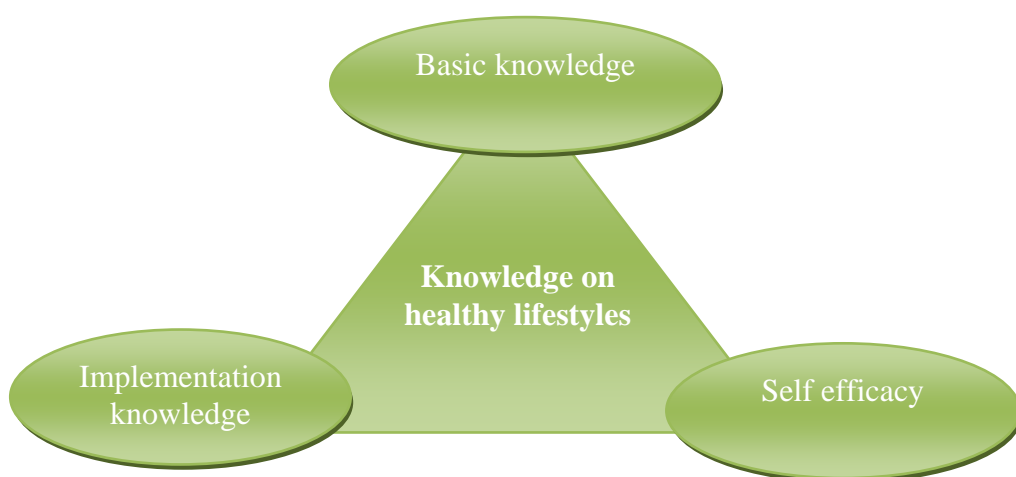 Basic knowledge
Knowledge on
healthy lifestyles
Implementation
knowledge
Self efficacy